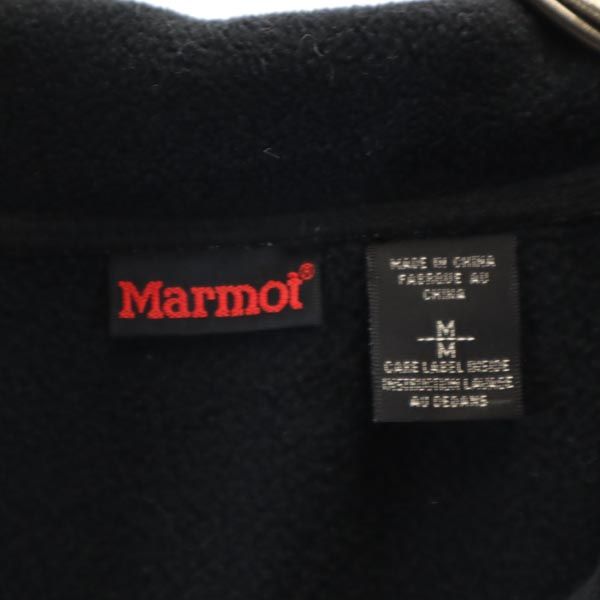 Marmot®
MADE IN CHINA
FABRIQUE AU
CHINA
M
M
CARE LABEL INSIDE
INSTRUCTION LAVAGE
AU DEDANS